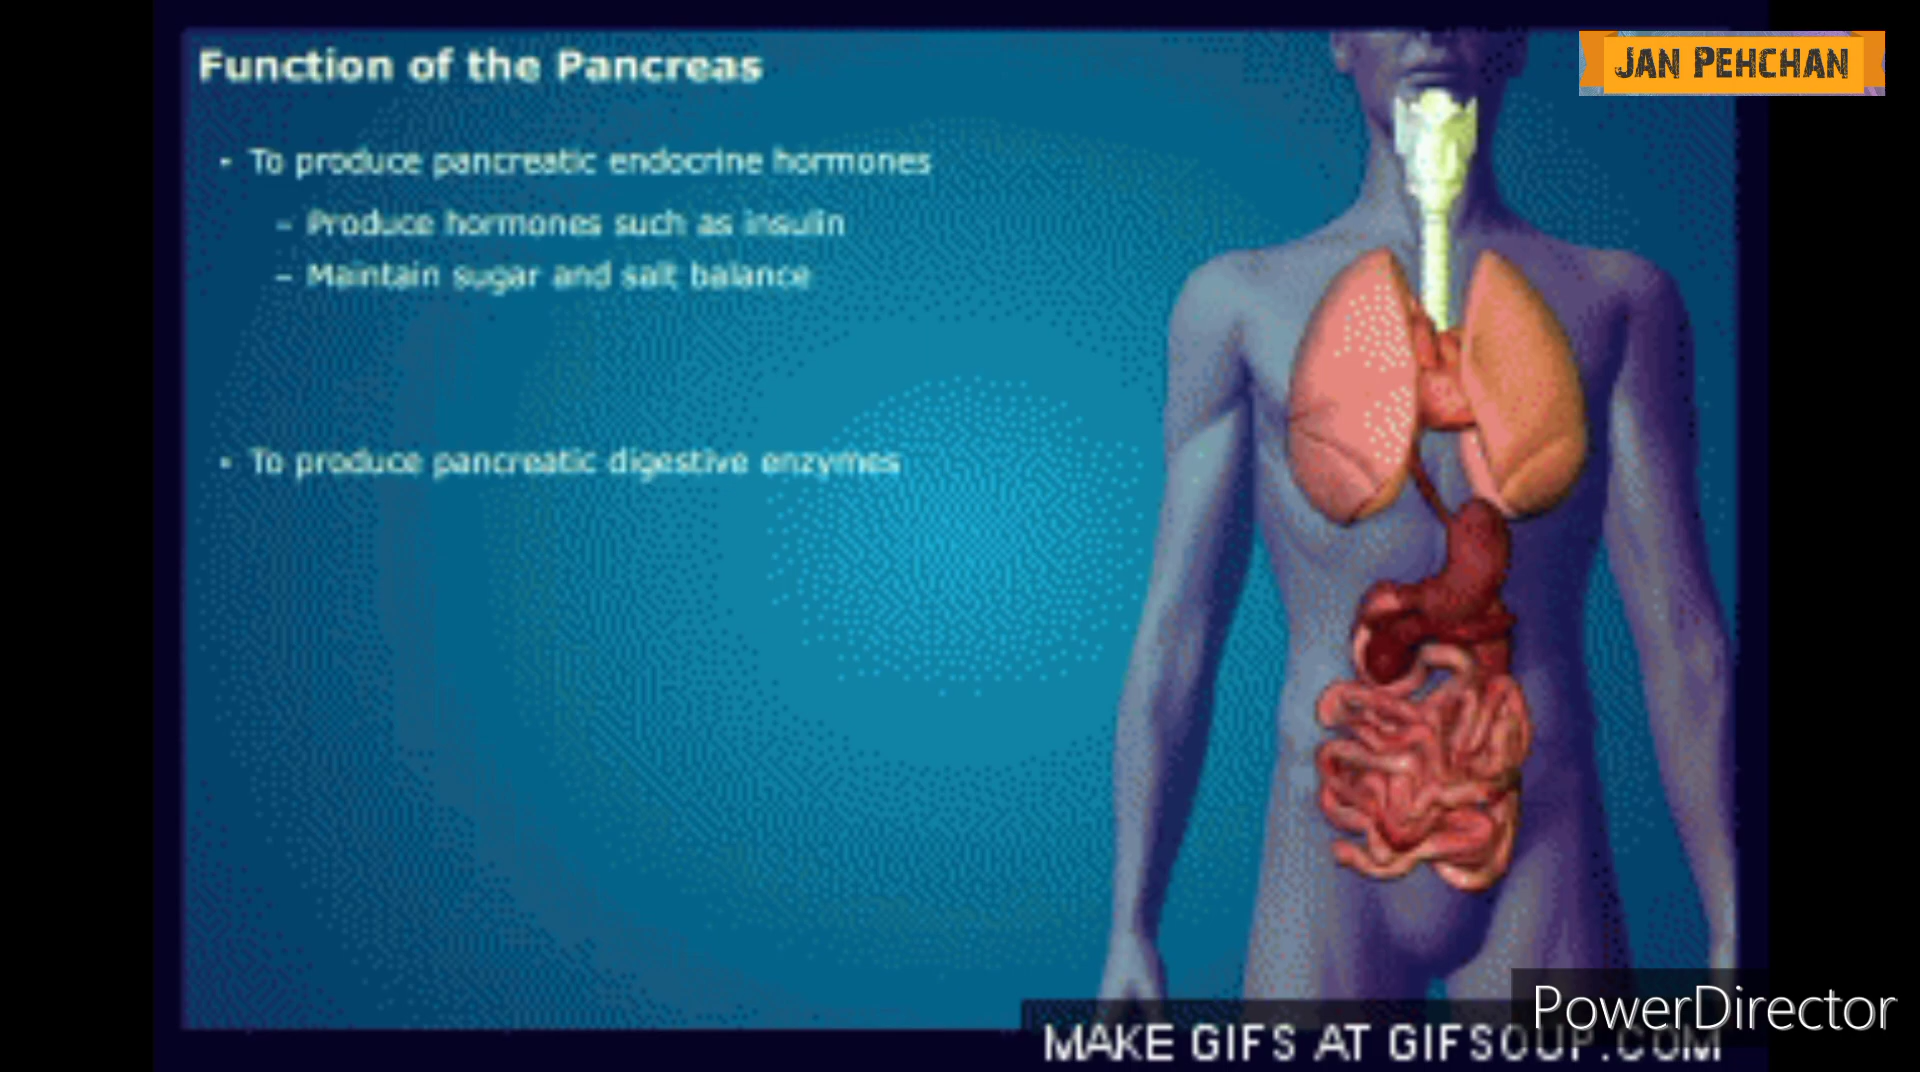 Function of the Pancreas
JAN PEHCHAN
• To produce pancreatic endocrine hormones
– Produce hormones such as insulin
– Maintain sugar and salt balance
• To produce pancreatic digestive enzymes
PowerDirector
MAKE GIFS AT GIFSOUP.COM